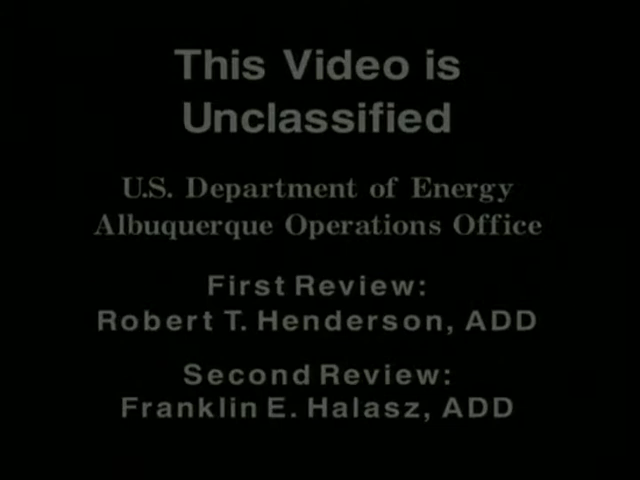 This Video is
Unclassified
U.S. Department of Energy
Albuquerque Operations Office
First Review:
Robert T. Henderson, ADD
Second Review:
Franklin E. Halasz, ADD